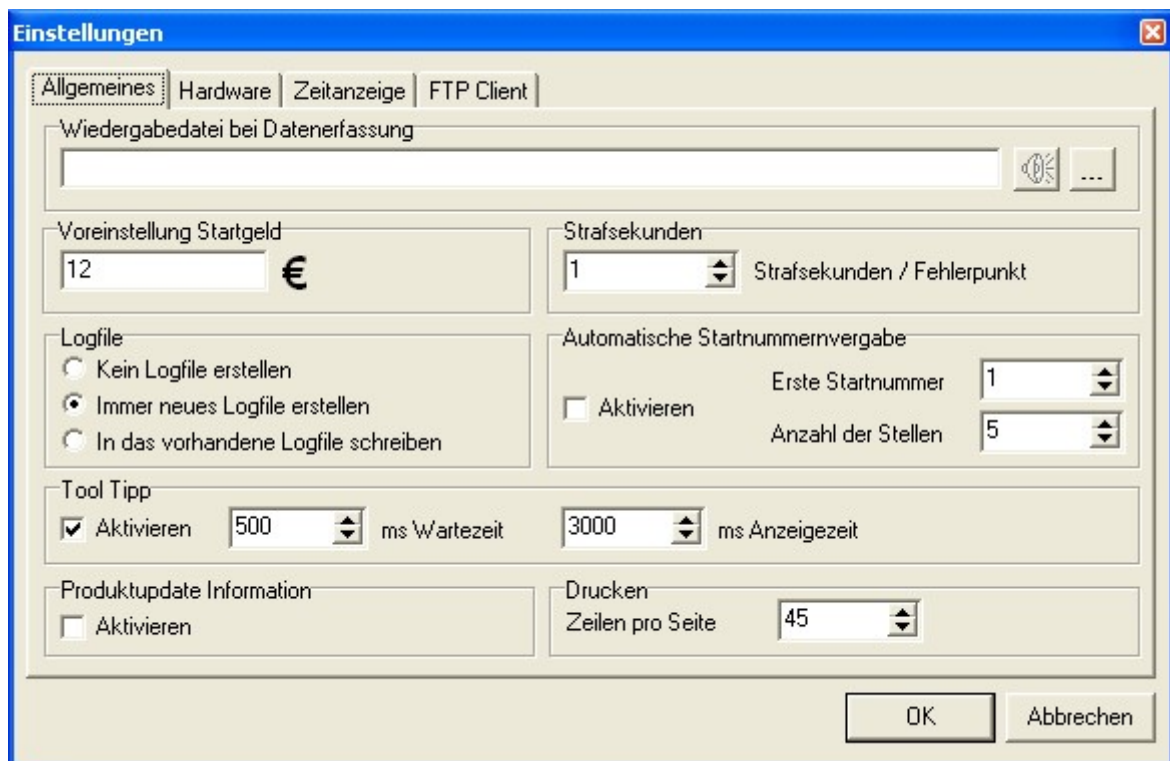 Einstellungen
Allgemeines Hardware Zeitanzeige FTP Client
Wiedergabedatei bei Datenerfassung
...
Voreinstellung Startgeld
12 €
Strafsekunden
1 Strafsekunden / Fehlerpunkt
Logfile
Kein Logfile erstellen
Immer neues Logfile erstellen
In das vorhandene Logfile schreiben
Automatische Startnummernvergabe
Aktivieren
Erste Startnummer 1
Anzahl der Stellen 5
Tool Tipp
Aktivieren 500 ms Wartezeit 3000 ms Anzeigezeit
Produktupdate Information
Aktivieren
Drucken
Zeilen pro Seite 45
OK Abbrechen